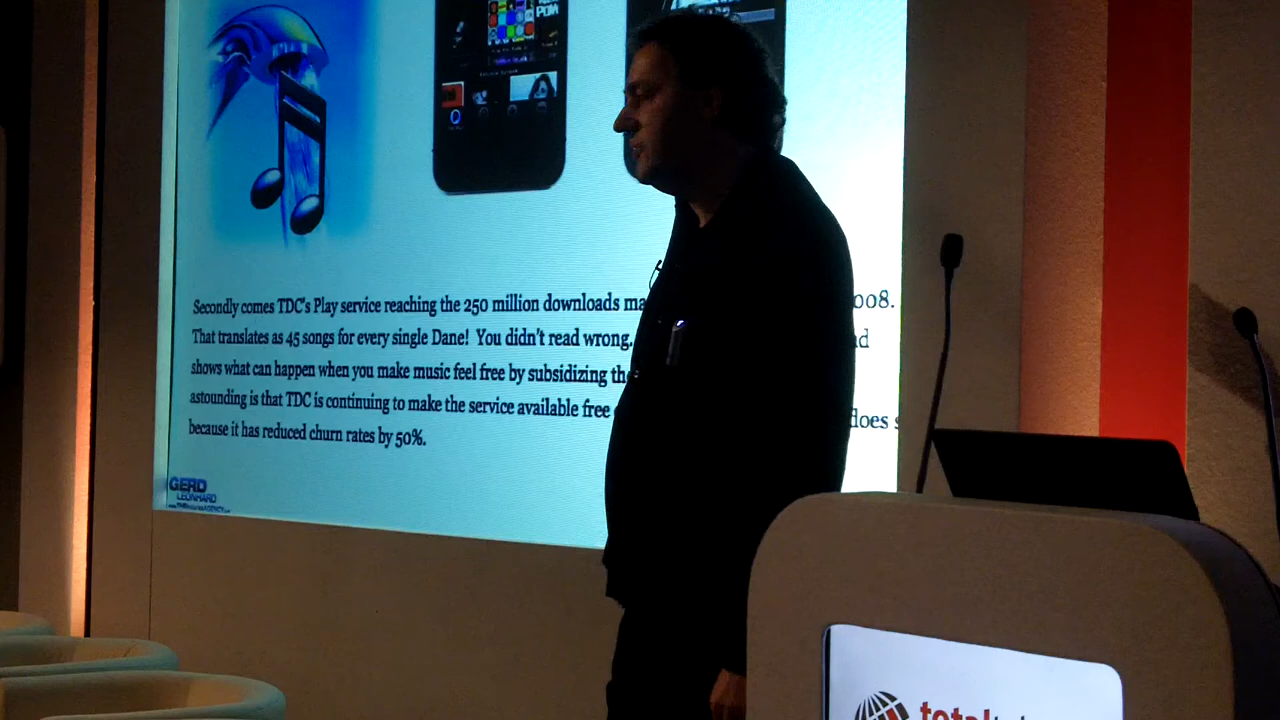 POW
Secondly comes TDC's Play service reaching the 250 million downloads 008.
That translates as 45 songs for every single Dane! You didn't read wrong.
shows what can happen when you make music feel free by subsidizing
astounding is that TDC is continuing to make the service available free does
because it has reduced churn rates by 50%.
GERD
LEONHARD
total